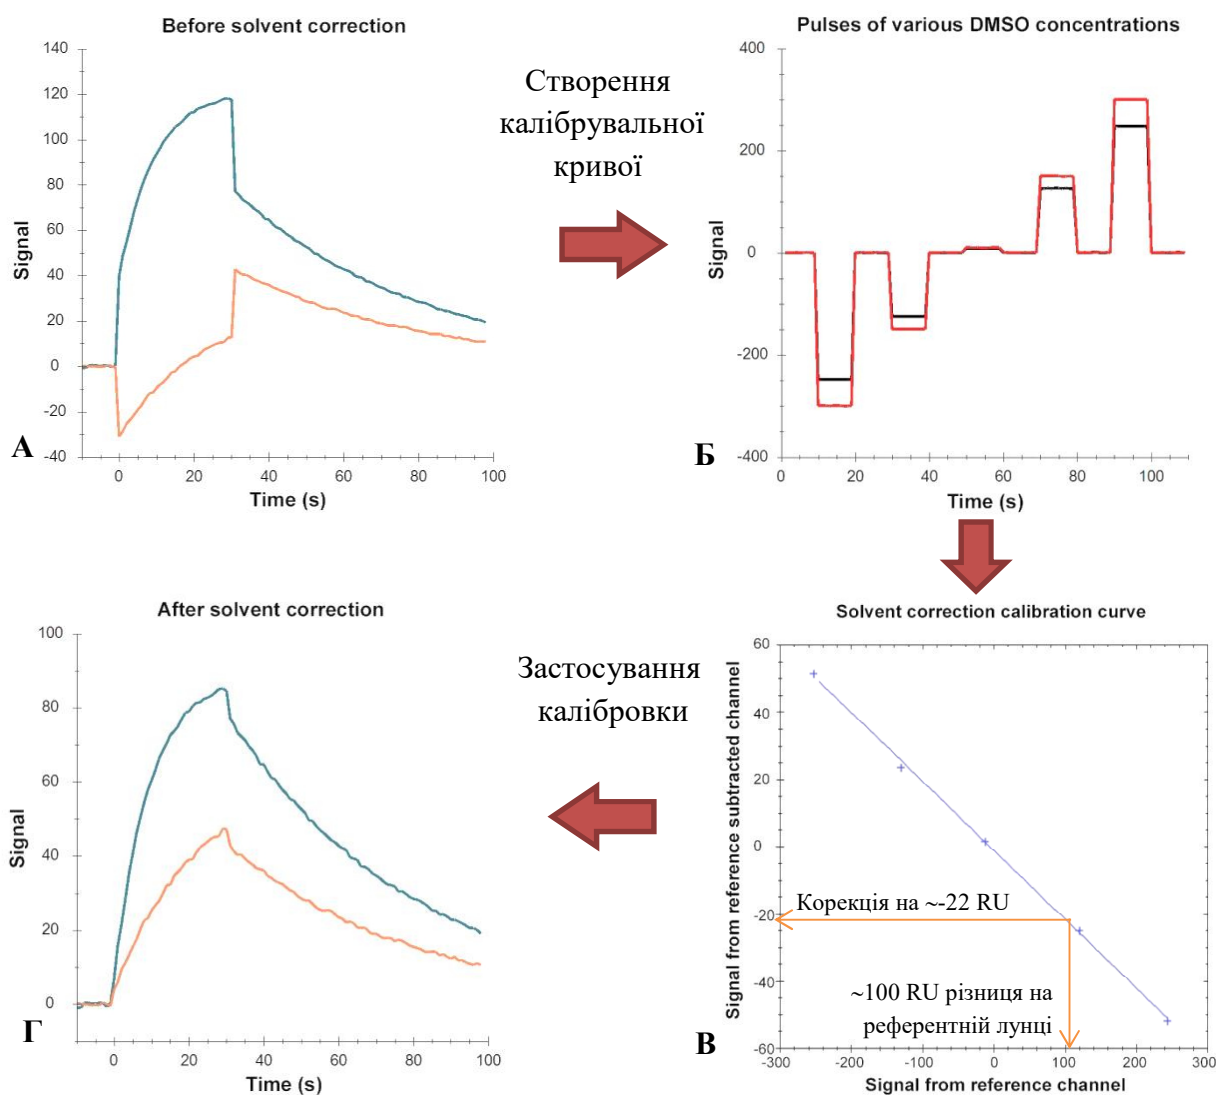 Before solvent correction
140
120
100
80
60
40
20
0
-20
-40
Signal
0
20
40
60
80
100
Time (s)
А
Створення
калібрувальної
кривої
Pulses of various DMSO concentrations
400
200
0
-200
-400
Signal
0
20
40
60
80
100
Time (s)
Б
After solvent correction
100
80
60
40
20
0
Signal
0
20
40
60
80
100
Time (s)
Г
Застосування
калібровки
Solvent correction calibration curve
60
40
20
0
-20
-40
-60
Signal from reference subtracted channel
Корекція на ~-22 RU
~100 RU різниця на
референтній лунці
-300
-200
-100
0
100
200
300
Signal from reference channel
В